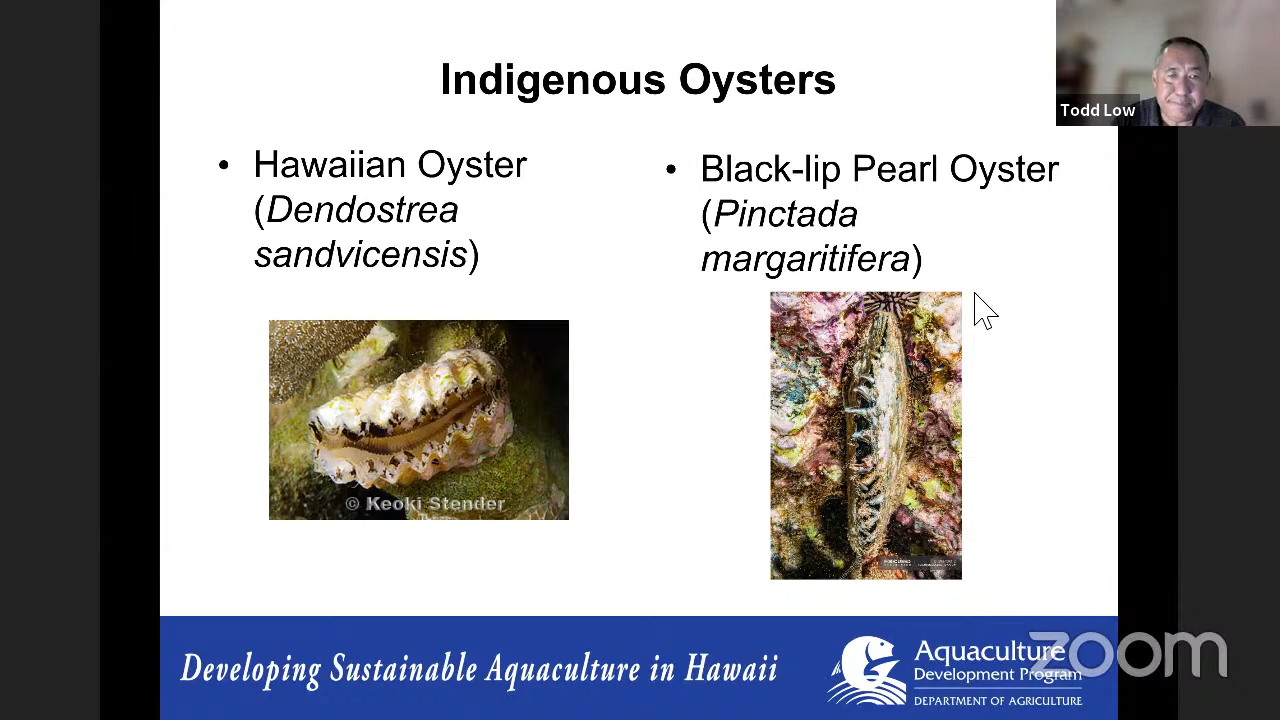 Indigenous Oysters
Todd Low
• Hawaiian Oyster
(Dendostrea
sandvicensis)
• Black-lip Pearl Oyster
(Pinctada
margaritifera)
© Keoki Stender
Developing Sustainable Aquaculture in Hawaii
Aquaculture
Development Program
DEPARTMENT OF AGRICULTURE
zoom